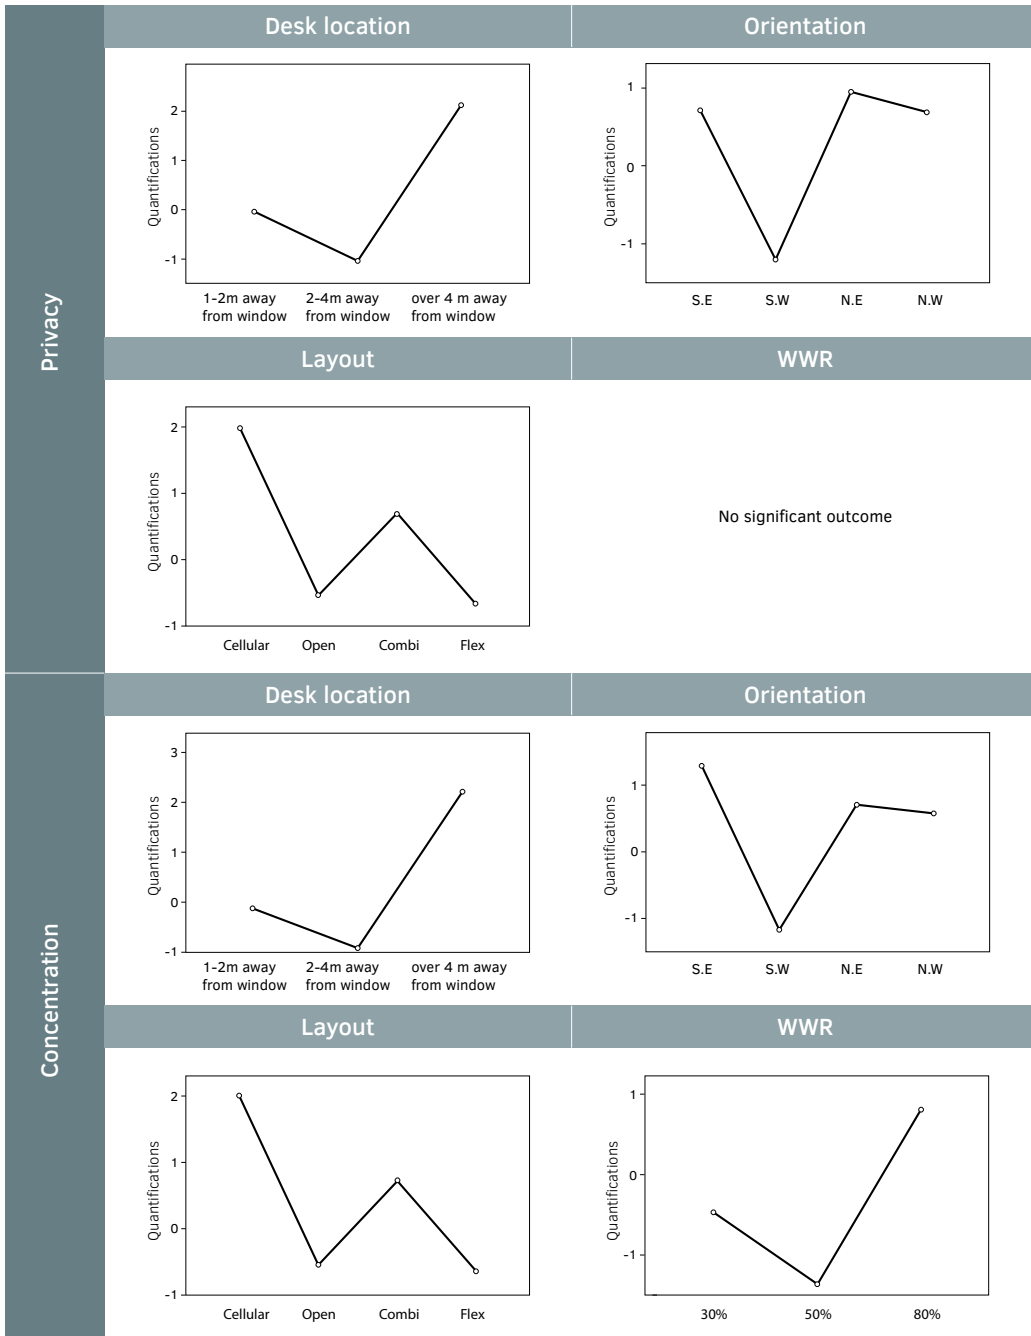 Privacy
Desk location
Orientation
Quantifications
2
1
0
-1
1-2m away
from window
2-4m away
from window
over 4 m away
from window
Quantifications
1
0
-1
S.E
S.W
N.E
N.W
Layout
WWR
Quantifications
2
1
0
-1
Cellular
Open
Combi
Flex
No significant outcome
Concentration
Desk location
Orientation
Quantifications
3
2
1
0
-1
1-2m away
from window
2-4m away
from window
over 4 m away
from window
Quantifications
1
0
-1
S.E
S.W
N.E
N.W
Layout
WWR
Quantifications
2
1
0
-1
Cellular
Open
Combi
Flex
Quantifications
1
0
-1
30%
50%
80%